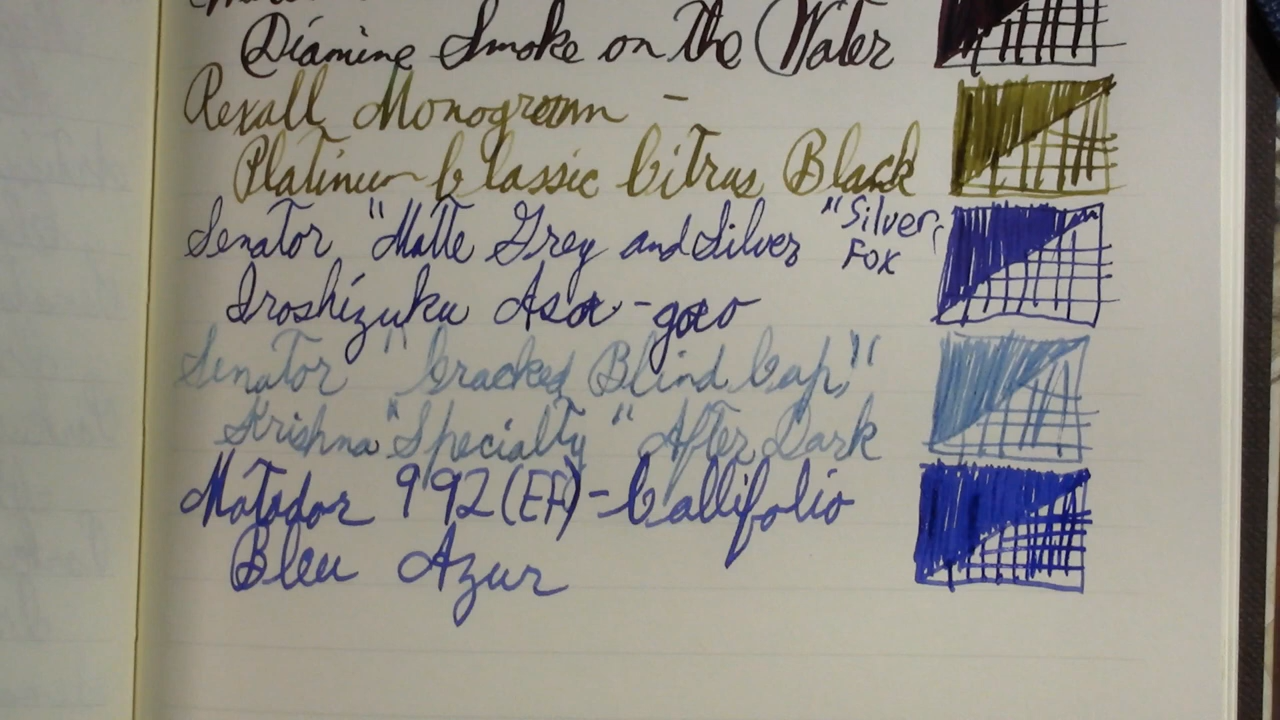 Diamine Smoke on the Water
Rexall Monogram -
Platinum Classic Citrus Black
Senator "Matte Grey and Silver "Silver
Fox
Iroshizuku Asa-gao
Senator "Cracked Blind Cap"
Krishna "Specialty" After Dark
Matador 992 (EF) - Callifolio
Bleu Azur